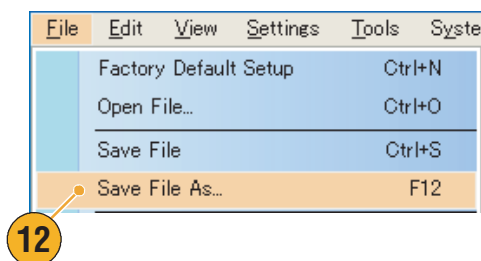 File Edit View Settings Tools Syste
Factory Default Setup Ctrl+N
Open File... Ctrl+O
Save File Ctrl+S
Save File As... F12
12